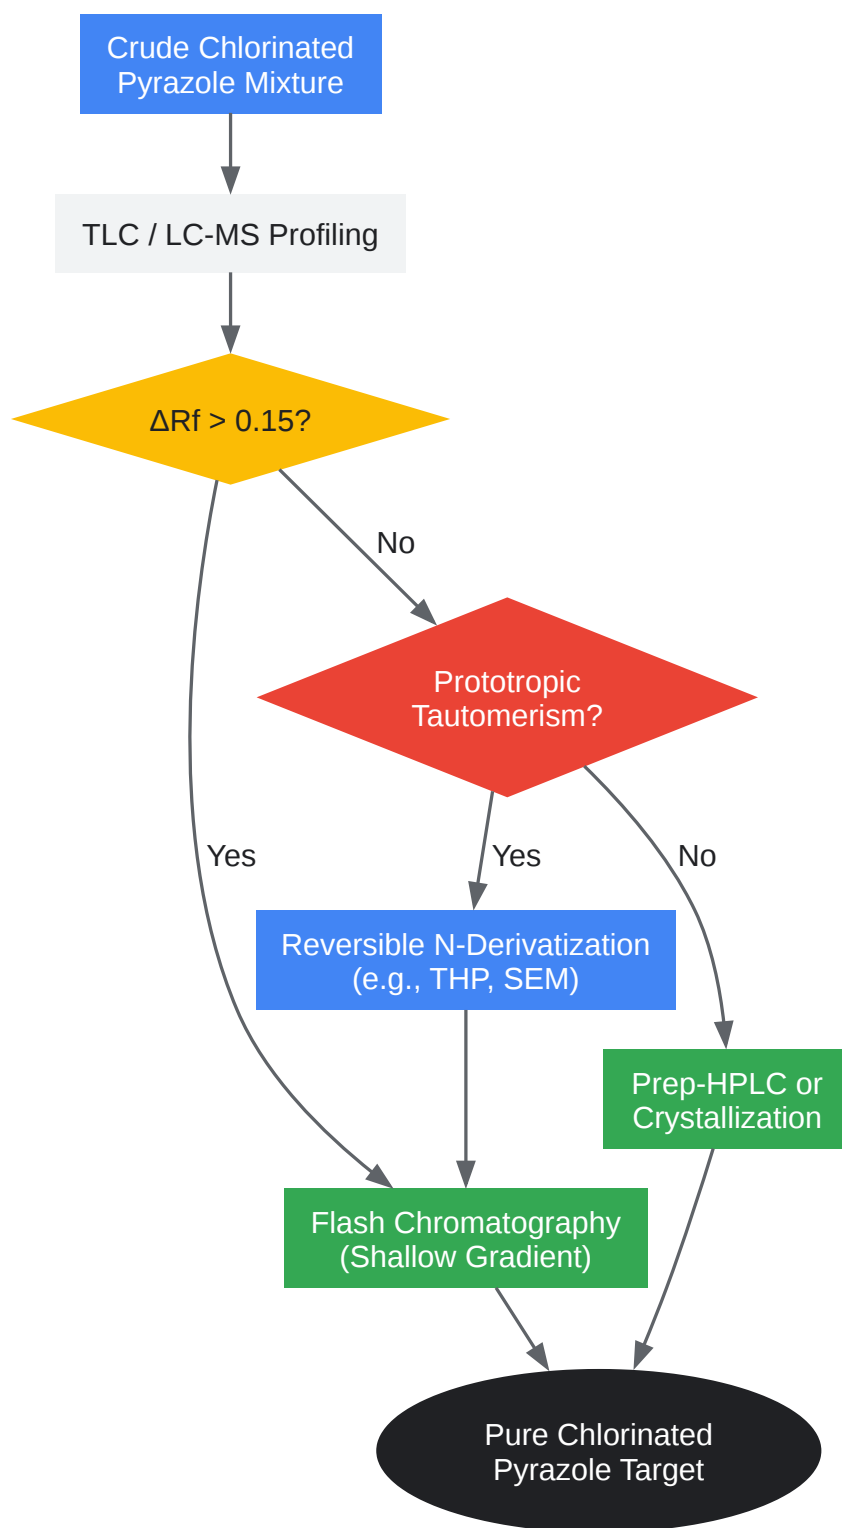 Crude Chlorinated
Pyrazole Mixture
TLC / LC-MS Profiling
ΔRf > 0.15?
No
Prototropic
Tautomerism?
Yes
Yes
No
Reversible N-Derivatization
(e.g., THP, SEM)
Prep-HPLC or
Crystallization
Flash Chromatography
(Shallow Gradient)
Pure Chlorinated
Pyrazole Target